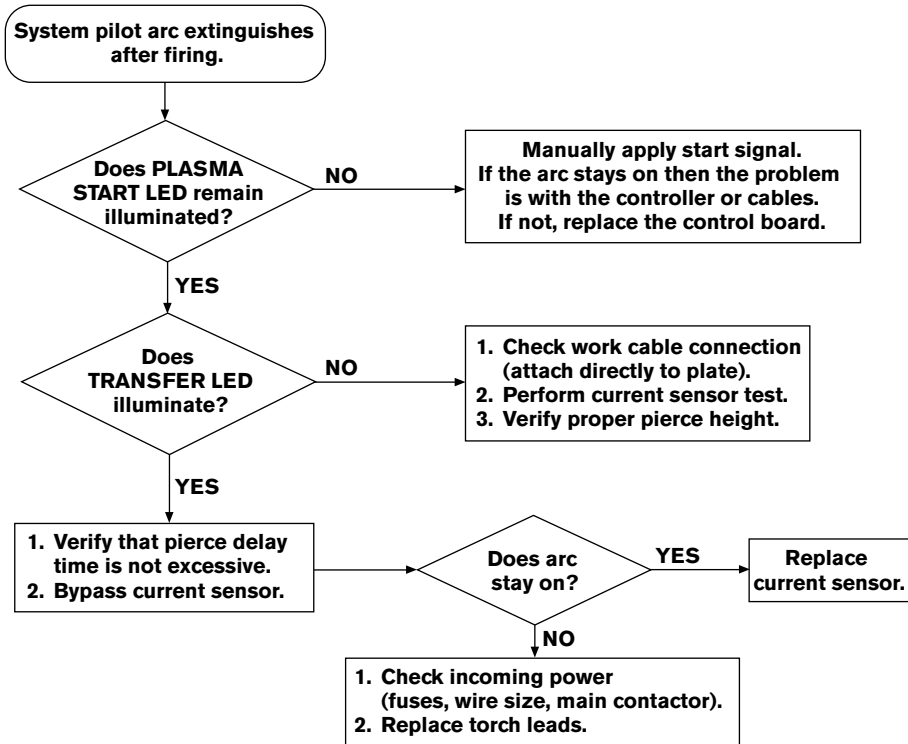 System pilot arc extinguishes
after firing.
Does PLASMA
START LED remain
illuminated?
NO
Manually apply start signal.
If the arc stays on then the problem
is with the controller or cables.
If not, replace the control board.
YES
Does
TRANSFER LED
illuminate?
NO
1. Check work cable connection
(attach directly to plate).
2. Perform current sensor test.
3. Verify proper pierce height.
YES
1. Verify that pierce delay
time is not excessive.
2. Bypass current sensor.
Does arc
stay on?
YES
Replace
current sensor.
NO
1. Check incoming power
(fuses, wire size, main contactor).
2. Replace torch leads.